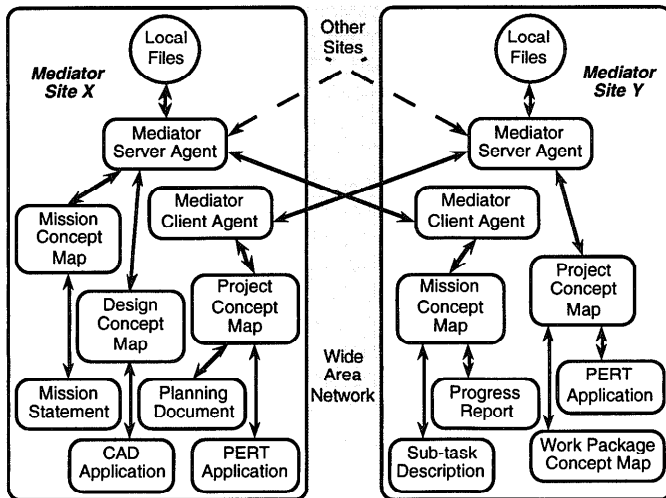 Local
Files
Mediator
Site X
Mediator
Server Agent
Mission
Concept
Map
Mediator
Client Agent
Design
Concept
Map
Project
Concept
Map
Mission
Statement
Planning
Document
CAD
Application
PERT
Application
Other
Sites
Wide
Area
Network
Local
Files
Mediator
Site Y
Mediator
Server Agent
Mediator
Client Agent
Mission
Concept
Map
Project
Concept
Map
Progress
Report
PERT
Application
Sub-task
Description
Work Package
Concept Map